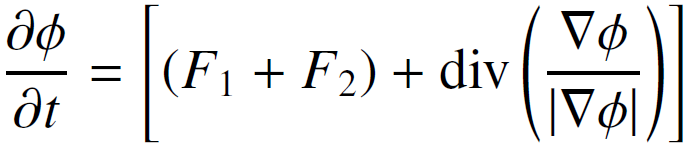 ∂ϕ/∂t = [(F₁ + F₂) + div(∇ϕ/|∇ϕ|)]